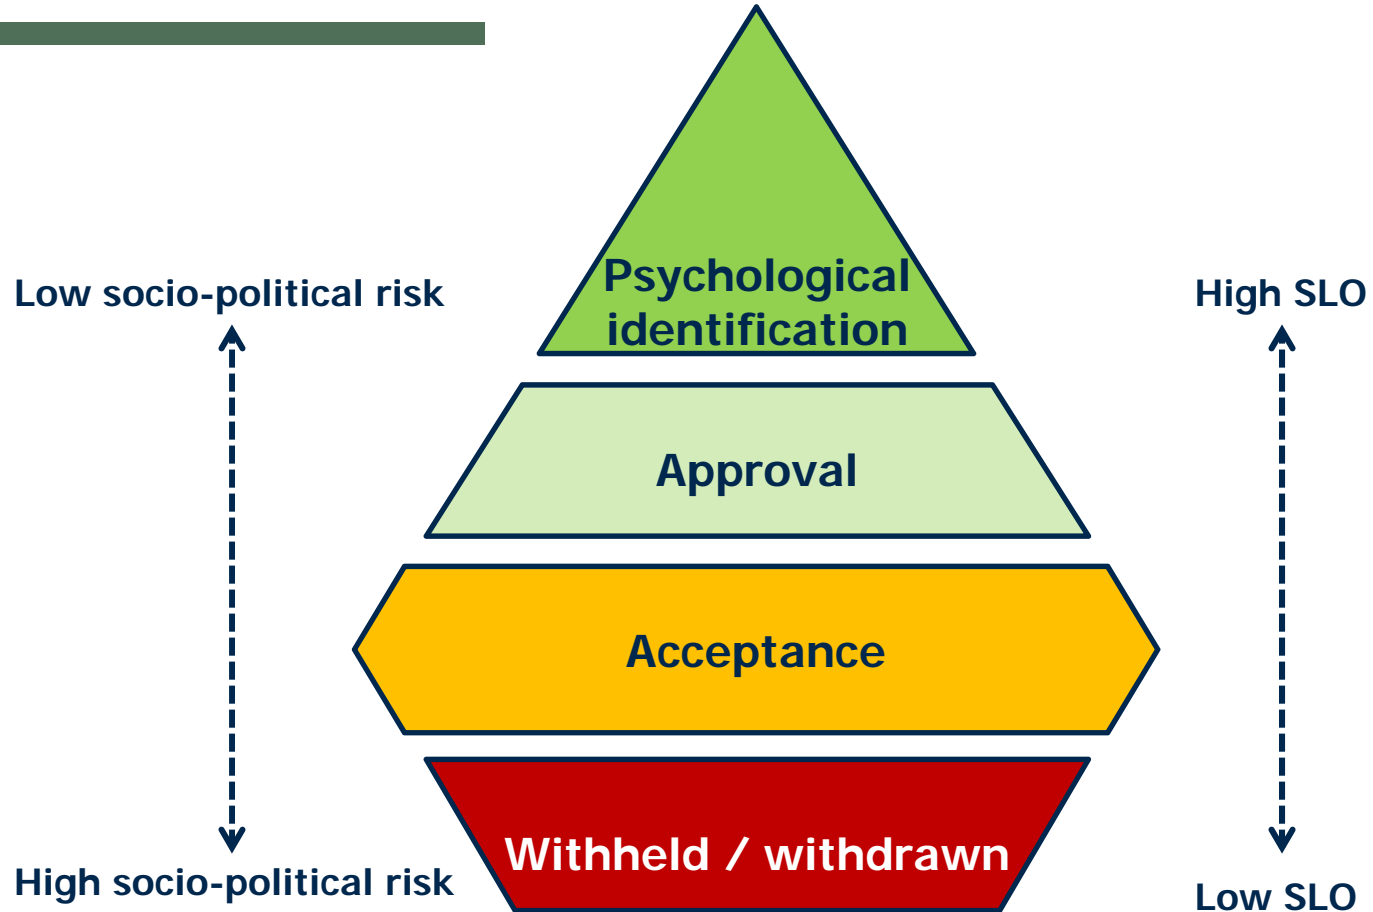 Psychological
identification
Low socio-political risk
High SLO
Approval
Acceptance
Withheld / withdrawn
High socio-political risk
Low SLO